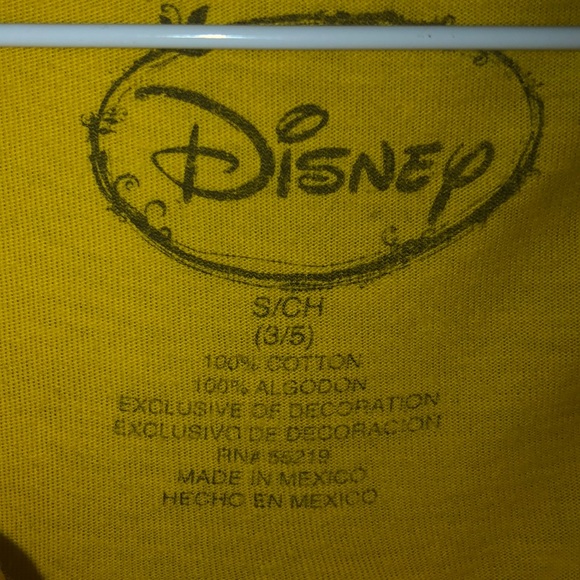 DISNEY
S/CH
(3/5)
100% COTTON
100% ALGODON
EXCLUSIVE OF DECORATION
EXCLUSIVO DE DECORACION
RN# 55219
MADE IN MEXICO
HECHO EN MEXICO